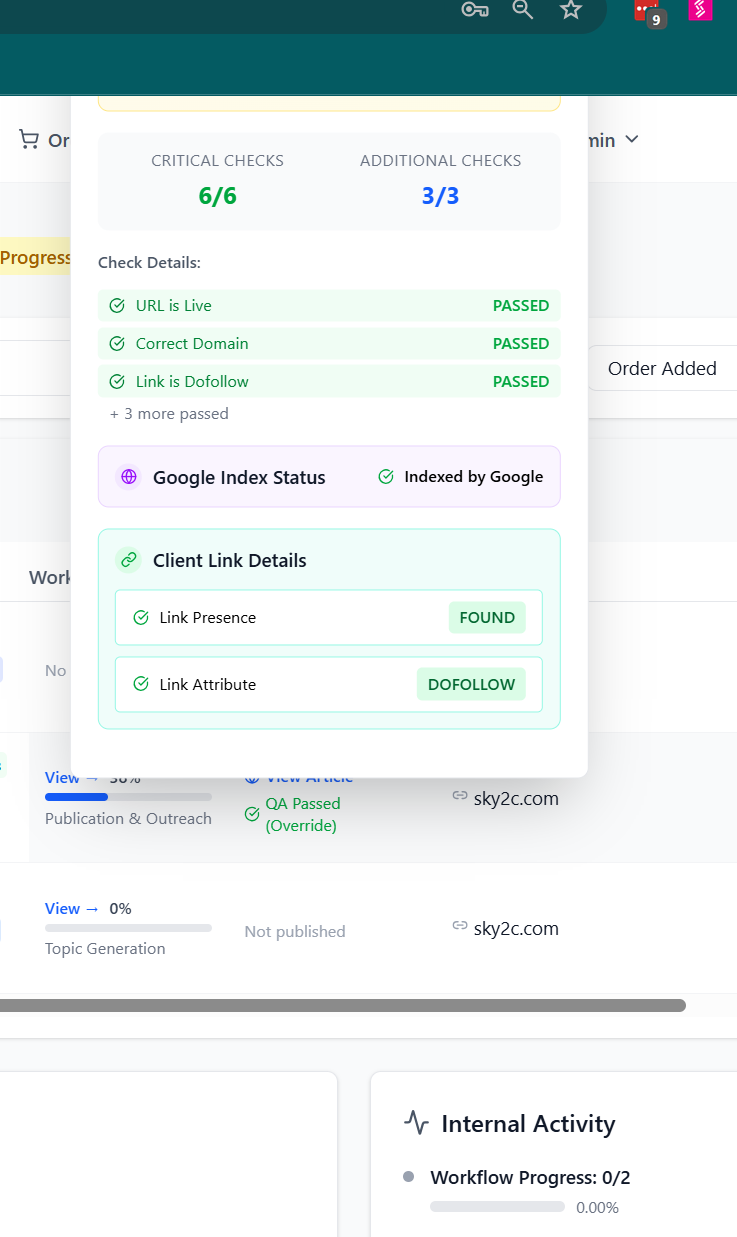 9
Or
min
CRITICAL CHECKS
ADDITIONAL CHECKS
6/6
3/3
Progress
Check Details:
URL is Live PASSED
Correct Domain PASSED
Link is Dofollow PASSED
+ 3 more passed
Order Added
Google Index Status Indexed by Google
Client Link Details
Work
Link Presence FOUND
No
Link Attribute DOFOLLOW
View → 38%
View Article
QA Passed
(Override)
sky2c.com
Publication & Outreach
View → 0%
Topic Generation
Not published
sky2c.com
Internal Activity
Workflow Progress: 0/2
0.00%